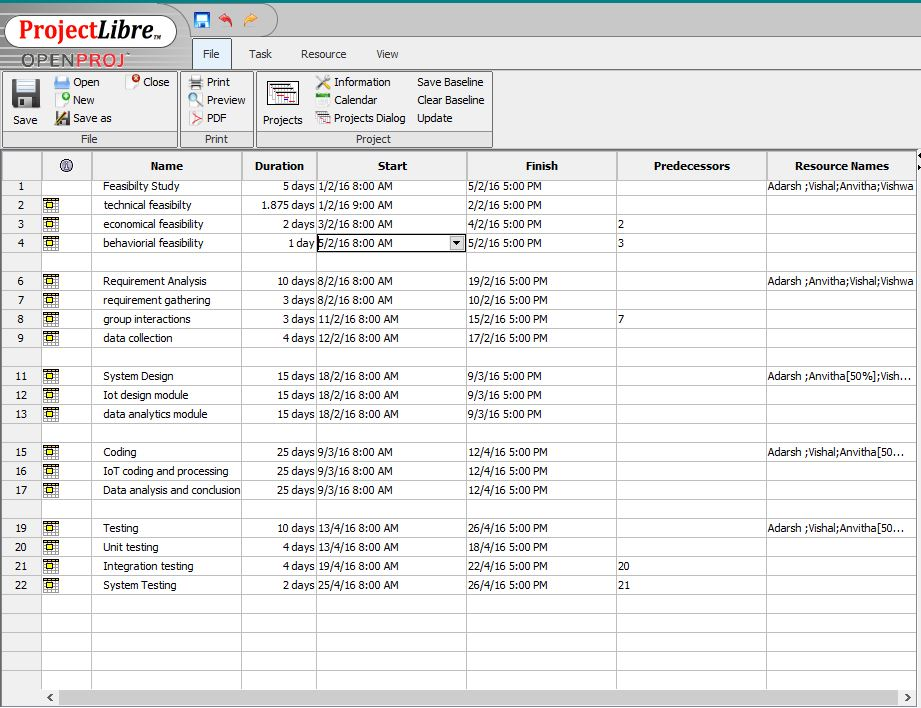 ProjectLibre™
OPENPROJ
File Task Resource View
Save Open New Save as Close File
Print Preview PDF Print
Projects Information Calendar Projects Dialog Save Baseline Clear Baseline Update Project
Name Duration Start Finish Predecessors Resource Names
1 Feasibilty Study 5 days 1/2/16 8:00 AM 5/2/16 5:00 PM Adarsh ;Vishal;Anvitha;Vishwa
2 technical feasibilty 1.875 days 1/2/16 9:00 AM 2/2/16 5:00 PM
3 economical feasibility 2 days 3/2/16 8:00 AM 4/2/16 5:00 PM 2
4 behaviorial feasibility 1 day 5/2/16 8:00 AM 5/2/16 5:00 PM 3
6 Requirement Analysis 10 days 8/2/16 8:00 AM 19/2/16 5:00 PM Adarsh ;Anvitha;Vishal;Vishwa
7 requirement gathering 3 days 8/2/16 8:00 AM 10/2/16 5:00 PM
8 group interactions 3 days 11/2/16 8:00 AM 15/2/16 5:00 PM 7
9 data collection 4 days 12/2/16 8:00 AM 17/2/16 5:00 PM
11 System Design 15 days 18/2/16 8:00 AM 9/3/16 5:00 PM Adarsh ;Anvitha[50%];Vish...
12 Iot design module 15 days 18/2/16 8:00 AM 9/3/16 5:00 PM
13 data analytics module 15 days 18/2/16 8:00 AM 9/3/16 5:00 PM
15 Coding 25 days 9/3/16 8:00 AM 12/4/16 5:00 PM Adarsh ;Vishal;Anvitha[50...
16 IoT coding and processing 25 days 9/3/16 8:00 AM 12/4/16 5:00 PM
17 Data analysis and conclusion 25 days 9/3/16 8:00 AM 12/4/16 5:00 PM
19 Testing 10 days 13/4/16 8:00 AM 26/4/16 5:00 PM Adarsh ;Vishal;Anvitha[50...
20 Unit testing 4 days 13/4/16 8:00 AM 18/4/16 5:00 PM
21 Integration testing 4 days 19/4/16 8:00 AM 22/4/16 5:00 PM 20
22 System Testing 2 days 25/4/16 8:00 AM 26/4/16 5:00 PM 21